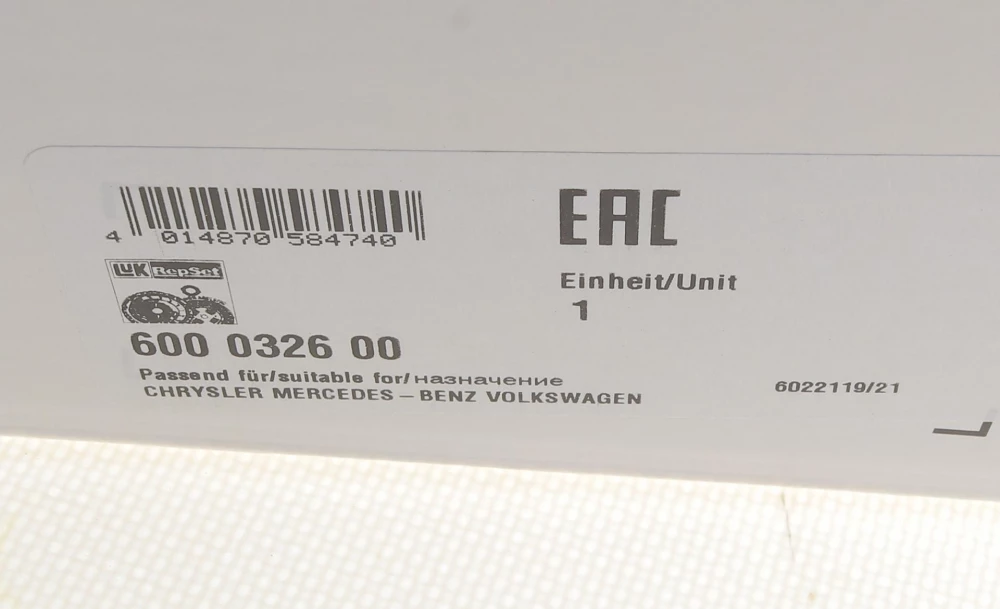 EAC
4 014870 584740
LuK RepSet
Einheit/Unit
1
600 0326 00
Passend für/suitable for/назначение
CHRYSLER MERCEDES – BENZ VOLKSWAGEN
6022119/21